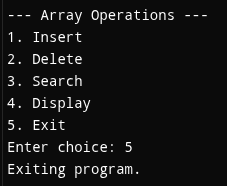 --- Array Operations ---
1. Insert
2. Delete
3. Search
4. Display
5. Exit
Enter choice: 5
Exiting program.